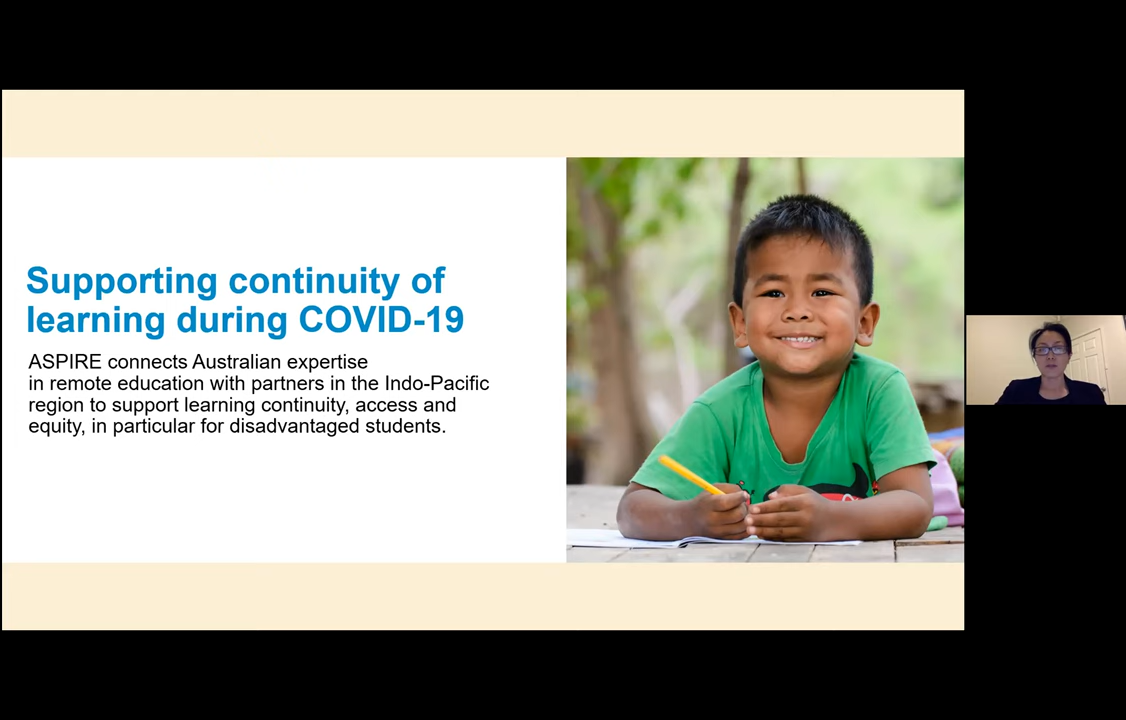 Supporting continuity of
learning during COVID-19
ASPIRE connects Australian expertise
in remote education with partners in the Indo-Pacific
region to support learning continuity, access and
equity, in particular for disadvantaged students.